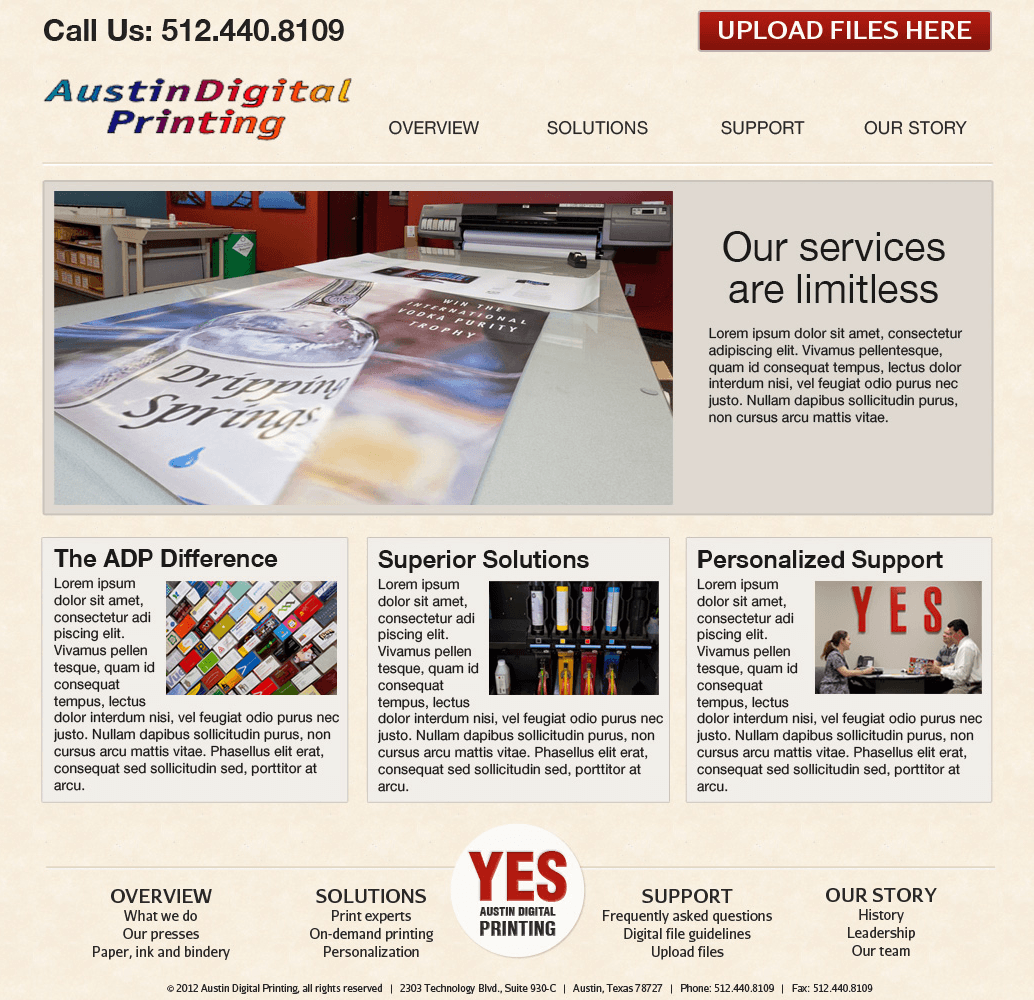 Call Us: 512.440.8109
UPLOAD FILES HERE
AustinDigital
Printing
OVERVIEW
SOLUTIONS
SUPPORT
OUR STORY
WIN THE
INTERNATIONAL
VODKA PURITY
TROPHY
Dripping
Springs
Our services
are limitless
Lorem ipsum dolor sit amet, consectetur
adipiscing elit. Vivamus pellentesque,
quam id consequat tempus, lectus dolor
interdum nisi, vel feugiat odio purus nec
justo. Nullam dapibus sollicitudin purus,
non cursus arcu mattis vitae.
The ADP Difference
Lorem ipsum
dolor sit amet,
consectetur adi
piscing elit.
Vivamus pellen
tesque, quam id
consequat
tempus, lectus
dolor interdum nisi, vel feugiat odio purus nec
justo. Nullam dapibus sollicitudin purus, non
cursus arcu mattis vitae. Phasellus elit erat,
consequat sed sollicitudin sed, porttitor at
arcu.
Superior Solutions
Lorem ipsum
dolor sit amet,
consectetur adi
piscing elit.
Vivamus pellen
tesque, quam id
consequat
tempus, lectus
dolor interdum nisi, vel feugiat odio purus nec
justo. Nullam dapibus sollicitudin purus, non
cursus arcu mattis vitae. Phasellus elit erat,
consequat sed sollicitudin sed, porttitor at
arcu.
Personalized Support
Lorem ipsum
dolor sit amet,
consectetur adi
piscing elit.
Vivamus pellen
tesque, quam id
consequat
tempus, lectus
dolor interdum nisi, vel feugiat odio purus nec
justo. Nullam dapibus sollicitudin purus, non
cursus arcu mattis vitae. Phasellus elit erat,
consequat sed sollicitudin sed, porttitor at
arcu.
YES
OVERVIEW
What we do
Our presses
Paper, ink and bindery
SOLUTIONS
Print experts
On-demand printing
Personalization
YES
AUSTIN DIGITAL
PRINTING
SUPPORT
Frequently asked questions
Digital file guidelines
Upload files
OUR STORY
History
Leadership
Our team
© 2012 Austin Digital Printing, all rights reserved | 2303 Technology Blvd., Suite 930-C | Austin, Texas 78727 | Phone: 512.440.8109 | Fax: 512.440.8109